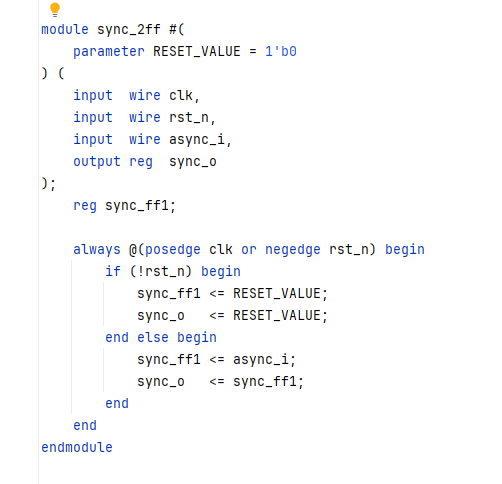 module sync_2ff #(
    parameter RESET_VALUE = 1'b0
) (
    input  wire clk,
    input  wire rst_n,
    input  wire async_i,
    output reg  sync_o
);
    reg sync_ff1;

    always @(posedge clk or negedge rst_n) begin
        if (!rst_n) begin
            sync_ff1 <= RESET_VALUE;
            sync_o   <= RESET_VALUE;
        end else begin
            sync_ff1 <= async_i;
            sync_o   <= sync_ff1;
        end
    end
endmodule